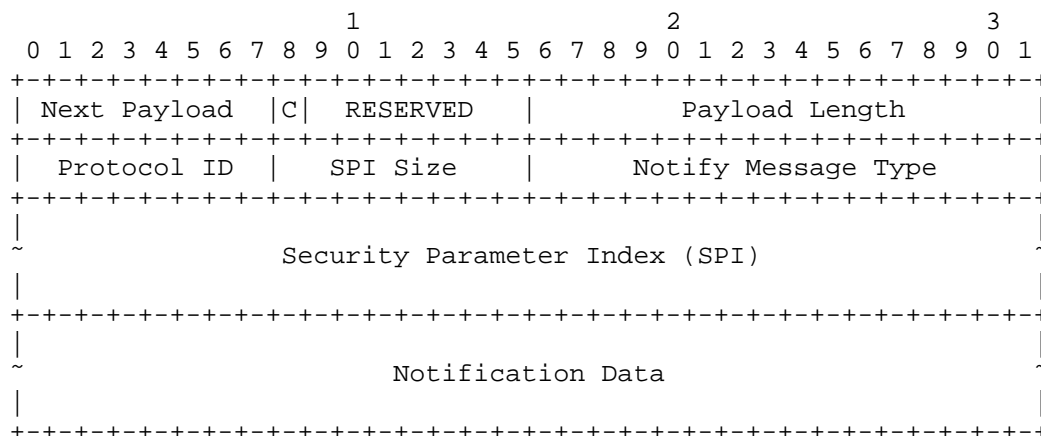 1                   2                   3
 0 1 2 3 4 5 6 7 8 9 0 1 2 3 4 5 6 7 8 9 0 1 2 3 4 5 6 7 8 9 0 1
+-+-+-+-+-+-+-+-+-+-+-+-+-+-+-+-+-+-+-+-+-+-+-+-+-+-+-+-+-+-+-+-+
| Next Payload  |C|  RESERVED   |         Payload Length        |
+-+-+-+-+-+-+-+-+-+-+-+-+-+-+-+-+-+-+-+-+-+-+-+-+-+-+-+-+-+-+-+-+
|  Protocol ID  |   SPI Size    |      Notify Message Type      |
+-+-+-+-+-+-+-+-+-+-+-+-+-+-+-+-+-+-+-+-+-+-+-+-+-+-+-+-+-+-+-+-+
|                                                               |
~                Security Parameter Index (SPI)                 ~
|                                                               |
+-+-+-+-+-+-+-+-+-+-+-+-+-+-+-+-+-+-+-+-+-+-+-+-+-+-+-+-+-+-+-+-+
|                                                               |
~                       Notification Data                       ~
|                                                               |
+-+-+-+-+-+-+-+-+-+-+-+-+-+-+-+-+-+-+-+-+-+-+-+-+-+-+-+-+-+-+-+-+